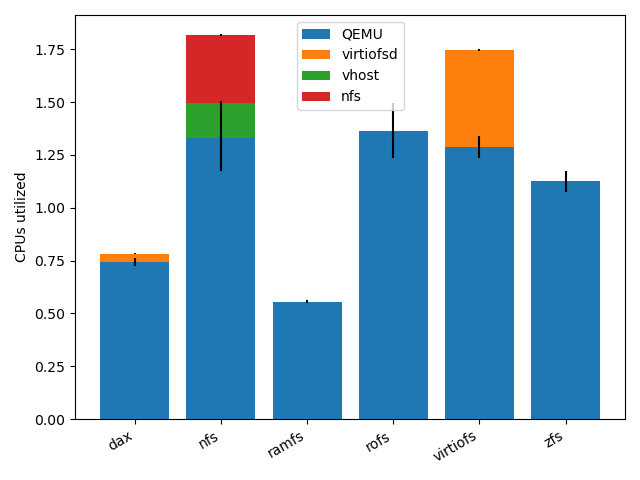 QEMU
virtiofsd
vhost
nfs
CPUs utilized
1.75
1.50
1.25
1.00
0.75
0.50
0.25
0.00
dax
nfs
ramfs
rofs
virtiofs
zfs